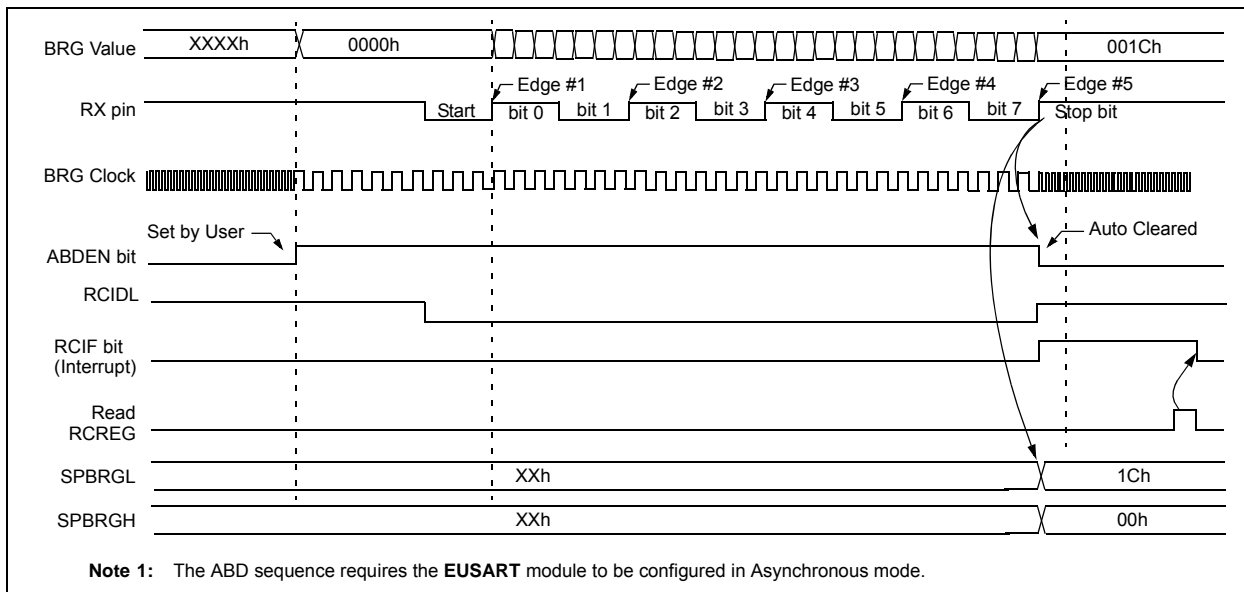 BRG Value XXXXh 0000h 001Ch
Edge #1 Edge #2 Edge #3 Edge #4 Edge #5
RX pin Start bit 0 bit 1 bit 2 bit 3 bit 4 bit 5 bit 6 bit 7 Stop bit
BRG Clock
Set by User Auto Cleared
ABDEN bit
RCIDL
RCIF bit
(Interrupt)
Read
RCREG
SPBRGL XXh 1Ch
SPBRGH XXh 00h
Note 1: The ABD sequence requires the EUSART module to be configured in Asynchronous mode.